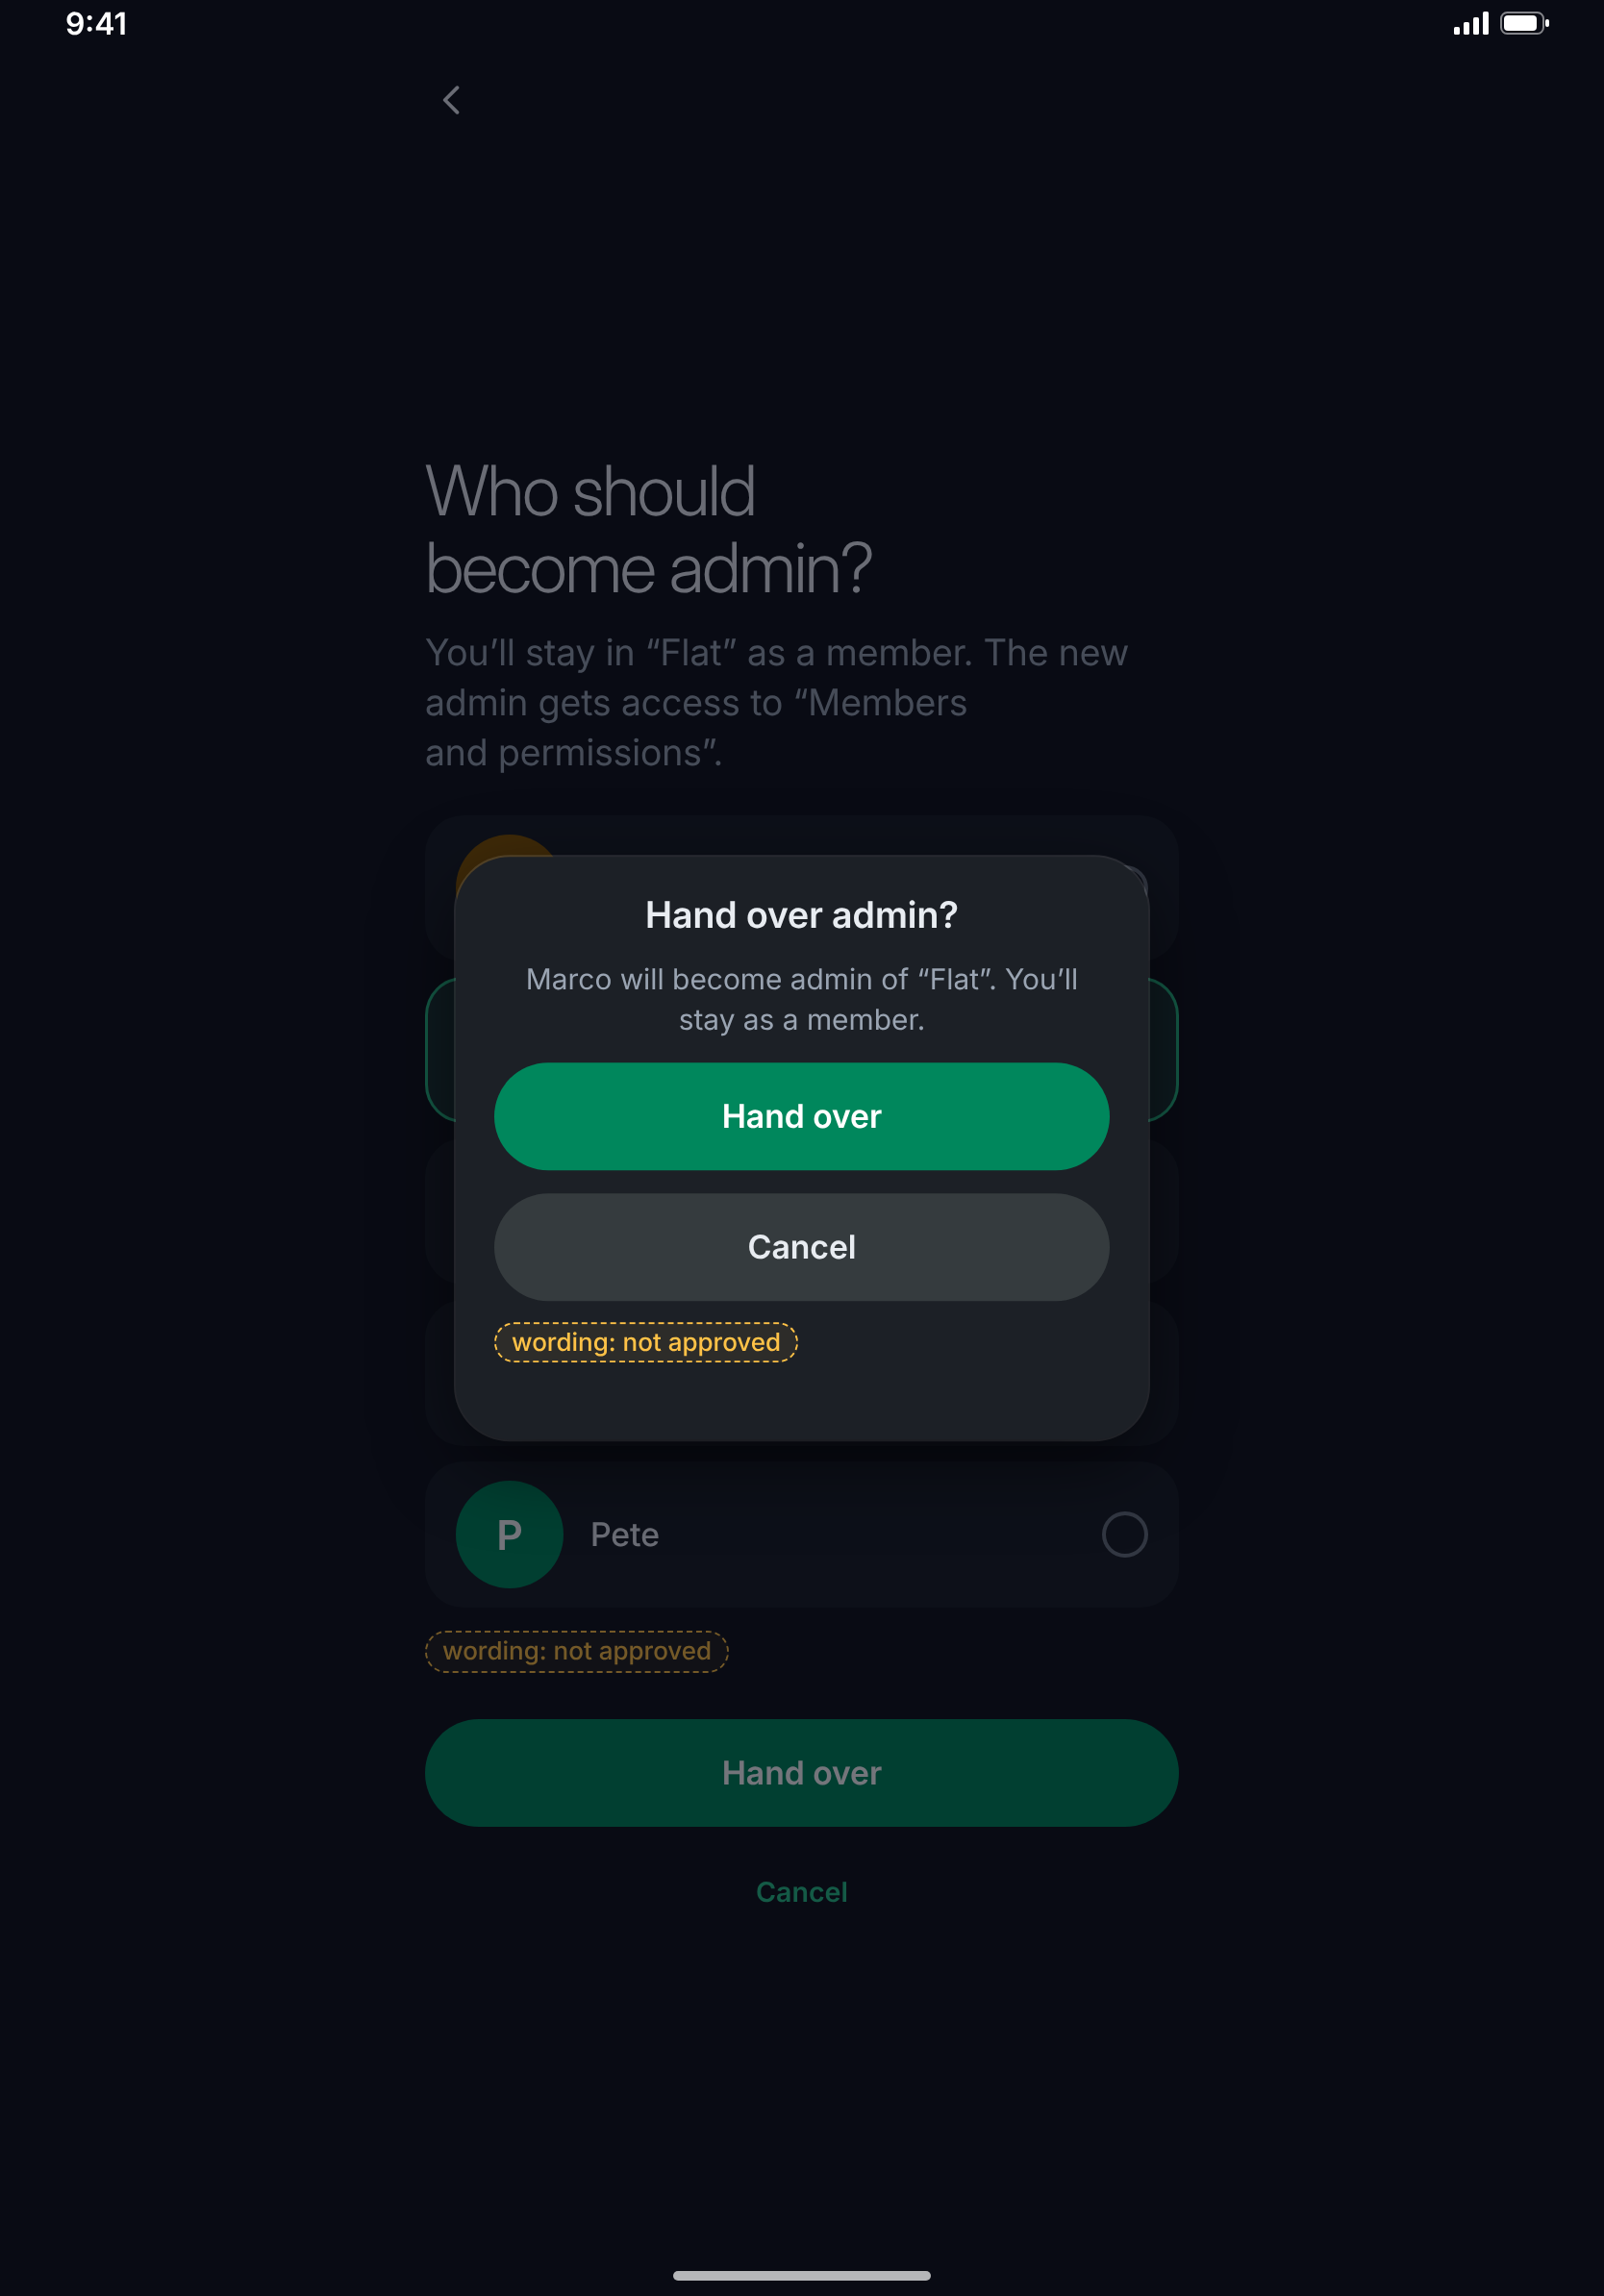 9:41
Who should
become admin?
You’ll stay in “Flat” as a member. The new
admin gets access to “Members
and permissions”.
Hand over admin?
Marco will become admin of “Flat”. You’ll
stay as a member.
Hand over
Cancel
wording: not approved
P
Pete
wording: not approved
Hand over
Cancel